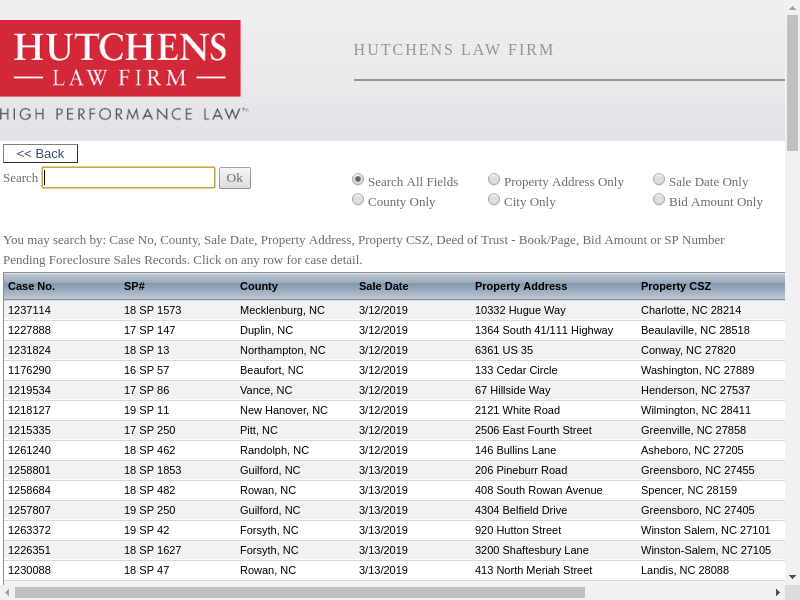 HUTCHENS
LAW FIRM
HIGH PERFORMANCE LAW™
HUTCHENS LAW FIRM
<< Back
Search Ok
Search All Fields Property Address Only Sale Date Only
County Only City Only Bid Amount Only
You may search by: Case No, County, Sale Date, Property Address, Property CSZ, Deed of Trust - Book/Page, Bid Amount or SP Number
Pending Foreclosure Sales Records. Click on any row for case detail.
Case No. SP# County Sale Date Property Address Property CSZ
1237114 18 SP 1573 Mecklenburg, NC 3/12/2019 10332 Hugue Way Charlotte, NC 28214
1227888 17 SP 147 Duplin, NC 3/12/2019 1364 South 41/111 Highway Beaulaville, NC 28518
1231824 18 SP 13 Northampton, NC 3/12/2019 6361 US 35 Conway, NC 27820
1176290 16 SP 57 Beaufort, NC 3/12/2019 133 Cedar Circle Washington, NC 27889
1219534 17 SP 86 Vance, NC 3/12/2019 67 Hillside Way Henderson, NC 27537
1218127 19 SP 11 New Hanover, NC 3/12/2019 2121 White Road Wilmington, NC 28411
1215335 17 SP 250 Pitt, NC 3/12/2019 2506 East Fourth Street Greenville, NC 27858
1261240 18 SP 462 Randolph, NC 3/12/2019 146 Bullins Lane Asheboro, NC 27205
1258801 18 SP 1853 Guilford, NC 3/13/2019 206 Pineburr Road Greensboro, NC 27455
1258684 18 SP 482 Rowan, NC 3/13/2019 408 South Rowan Avenue Spencer, NC 28159
1257807 19 SP 250 Guilford, NC 3/13/2019 4304 Belfield Drive Greensboro, NC 27405
1263372 19 SP 42 Forsyth, NC 3/13/2019 920 Hutton Street Winston Salem, NC 27101
1226351 18 SP 1627 Forsyth, NC 3/13/2019 3200 Shaftesbury Lane Winston-Salem, NC 27105
1230088 18 SP 47 Rowan, NC 3/13/2019 413 North Meriah Street Landis, NC 28088